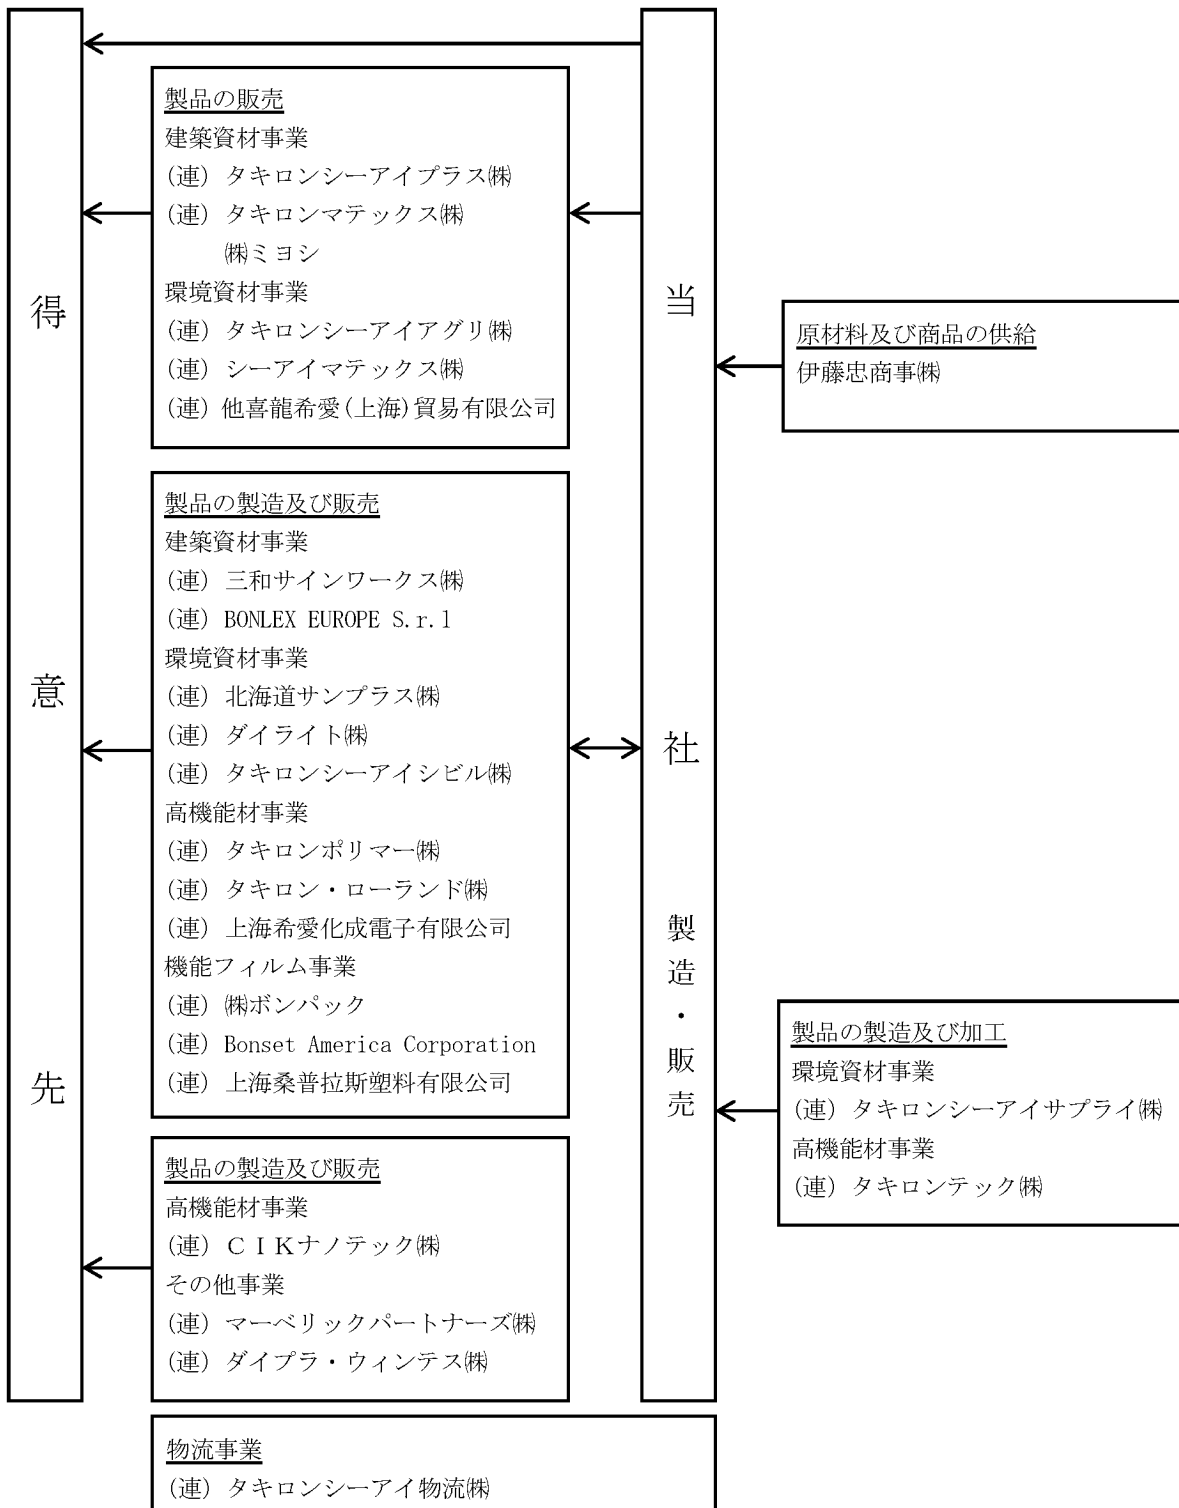 得意先
製品の販売
建築資材事業
(連) タキロンシーアイプラス㈱
(連) タキロンマテックス㈱
㈱ミヨシ
環境資材事業
(連) タキロンシーアイアグリ㈱
(連) シーアイマテックス㈱
(連) 他喜龍希愛(上海)貿易有限公司
製品の製造及び販売
建築資材事業
(連) 三和サインワークス㈱
(連) BONLEX EUROPE S.r.l
環境資材事業
(連) 北海道サンプラス㈱
(連) ダイライト㈱
(連) タキロンシーアイシビル㈱
高機能材事業
(連) タキロンポリマー㈱
(連) タキロン・ローランド㈱
(連) 上海希愛化成電子有限公司
機能フィルム事業
(連) ㈱ボンパック
(連) Bonset America Corporation
(連) 上海桑普拉斯塑料有限公司
製品の製造及び販売
高機能材事業
(連) ＣＩＫナノテック㈱
その他事業
(連) マーベリックパートナーズ㈱
(連) ダイプラ・ウィンテス㈱
物流事業
(連) タキロンシーアイ物流㈱
当社
製造・販売
原材料及び商品の供給
伊藤忠商事㈱
製品の製造及び加工
環境資材事業
(連) タキロンシーアイサプライ㈱
高機能材事業
(連) タキロンテック㈱